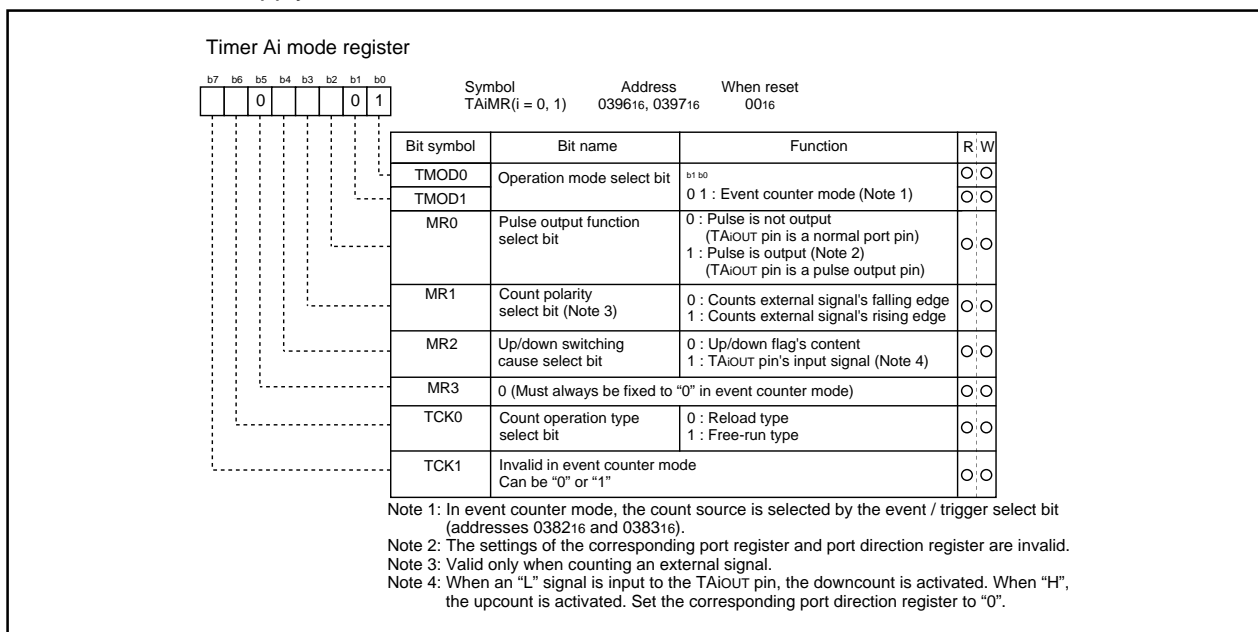 Timer Ai mode register
b7 b6 b5 b4 b3 b2 b1 b0
0 0 1
Symbol Address When reset
TAiMR(i = 0, 1) 039616, 039716 0016
Bit symbol Bit name Function R W
TMOD0 Operation mode select bit b1 b0
TMOD1 0 1 : Event counter mode (Note 1)
MR0 Pulse output function 0 : Pulse is not output
select bit (TAiOUT pin is a normal port pin)
1 : Pulse is output (Note 2)
(TAiOUT pin is a pulse output pin)
MR1 Count polarity 0 : Counts external signal's falling edge
select bit (Note 3) 1 : Counts external signal's rising edge
MR2 Up/down switching 0 : Up/down flag's content
cause select bit 1 : TAiOUT pin's input signal (Note 4)
MR3 0 (Must always be fixed to “0” in event counter mode)
TCK0 Count operation type 0 : Reload type
select bit 1 : Free-run type
TCK1 Invalid in event counter mode
Can be “0” or “1”
Note 1: In event counter mode, the count source is selected by the event / trigger select bit
(addresses 038216 and 038316).
Note 2: The settings of the corresponding port register and port direction register are invalid.
Note 3: Valid only when counting an external signal.
Note 4: When an “L” signal is input to the TAiOUT pin, the downcount is activated. When “H”,
the upcount is activated. Set the corresponding port direction register to “0”.